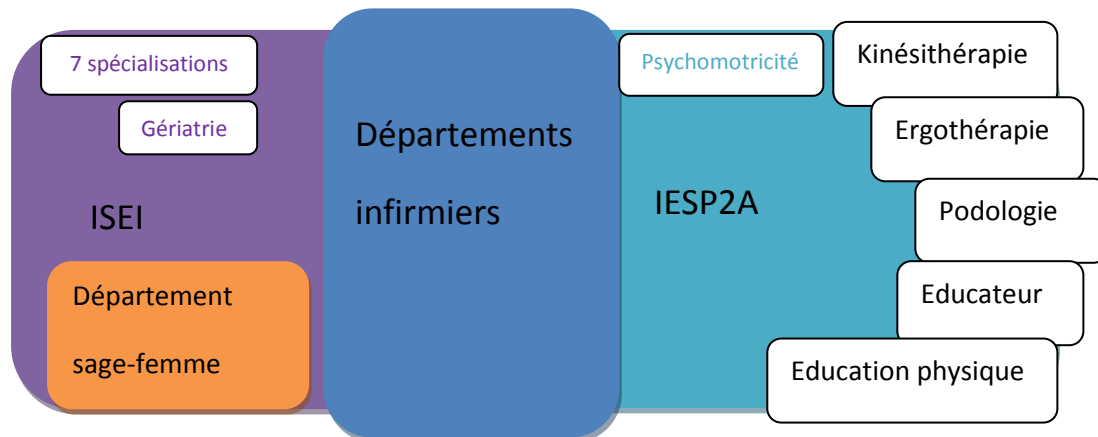 7 spécialisations
Gériatrie
ISEI
Département
sage-femme
Départements
infirmiers
Psychomotricité
IESP2A
Kinésithérapie
Ergothérapie
Podologie
Educateur
Education physique